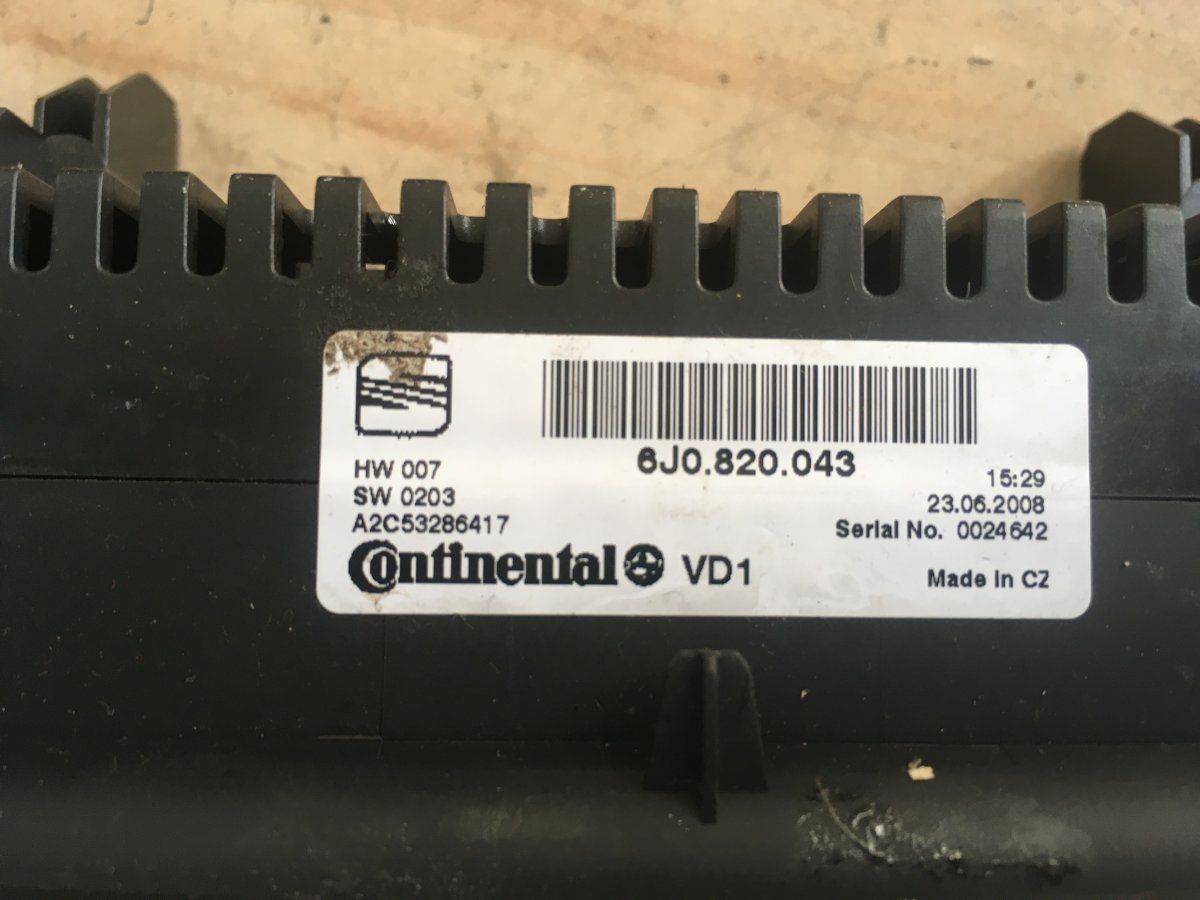 6J0.820.043
HW 007
SW 0203
A2C53286417
15:29
23.06.2008
Serial No. 0024642
Continental VD1
Made In CZ